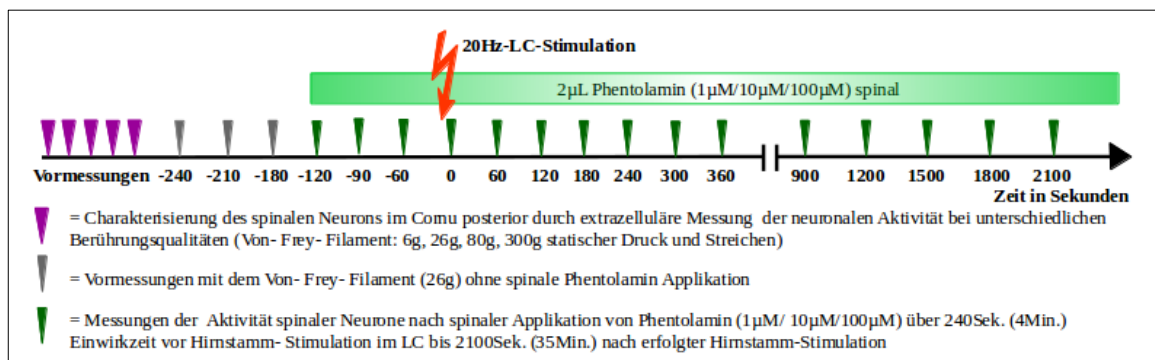 20Hz-LC-Stimulation
2µL Phentolamin (1µM/10µM/100µM) spinal
Vormessungen -240 -210 -180 -120 -90 -60 0 60 120 180 240 300 360 900 1200 1500 1800 2100
Zeit in Sekunden
= Charakterisierung des spinalen Neurons im Cornu posterior durch extrazelluläre Messung der neuronalen Aktivität bei unterschiedlichen
Berührungsqualitäten (Von- Frey- Filament: 6g, 26g, 80g, 300g statischer Druck und Streichen)
= Vormessungen mit dem Von- Frey- Filament (26g) ohne spinale Phentolamin Applikation
= Messungen der Aktivität spinaler Neurone nach spinaler Applikation von Phentolamin (1µM/ 10µM/100µM) über 240Sek. (4Min.)
Einwirkzeit vor Hirnstamm- Stimulation im LC bis 2100Sek. (35Min.) nach erfolgter Hirnstamm-Stimulation